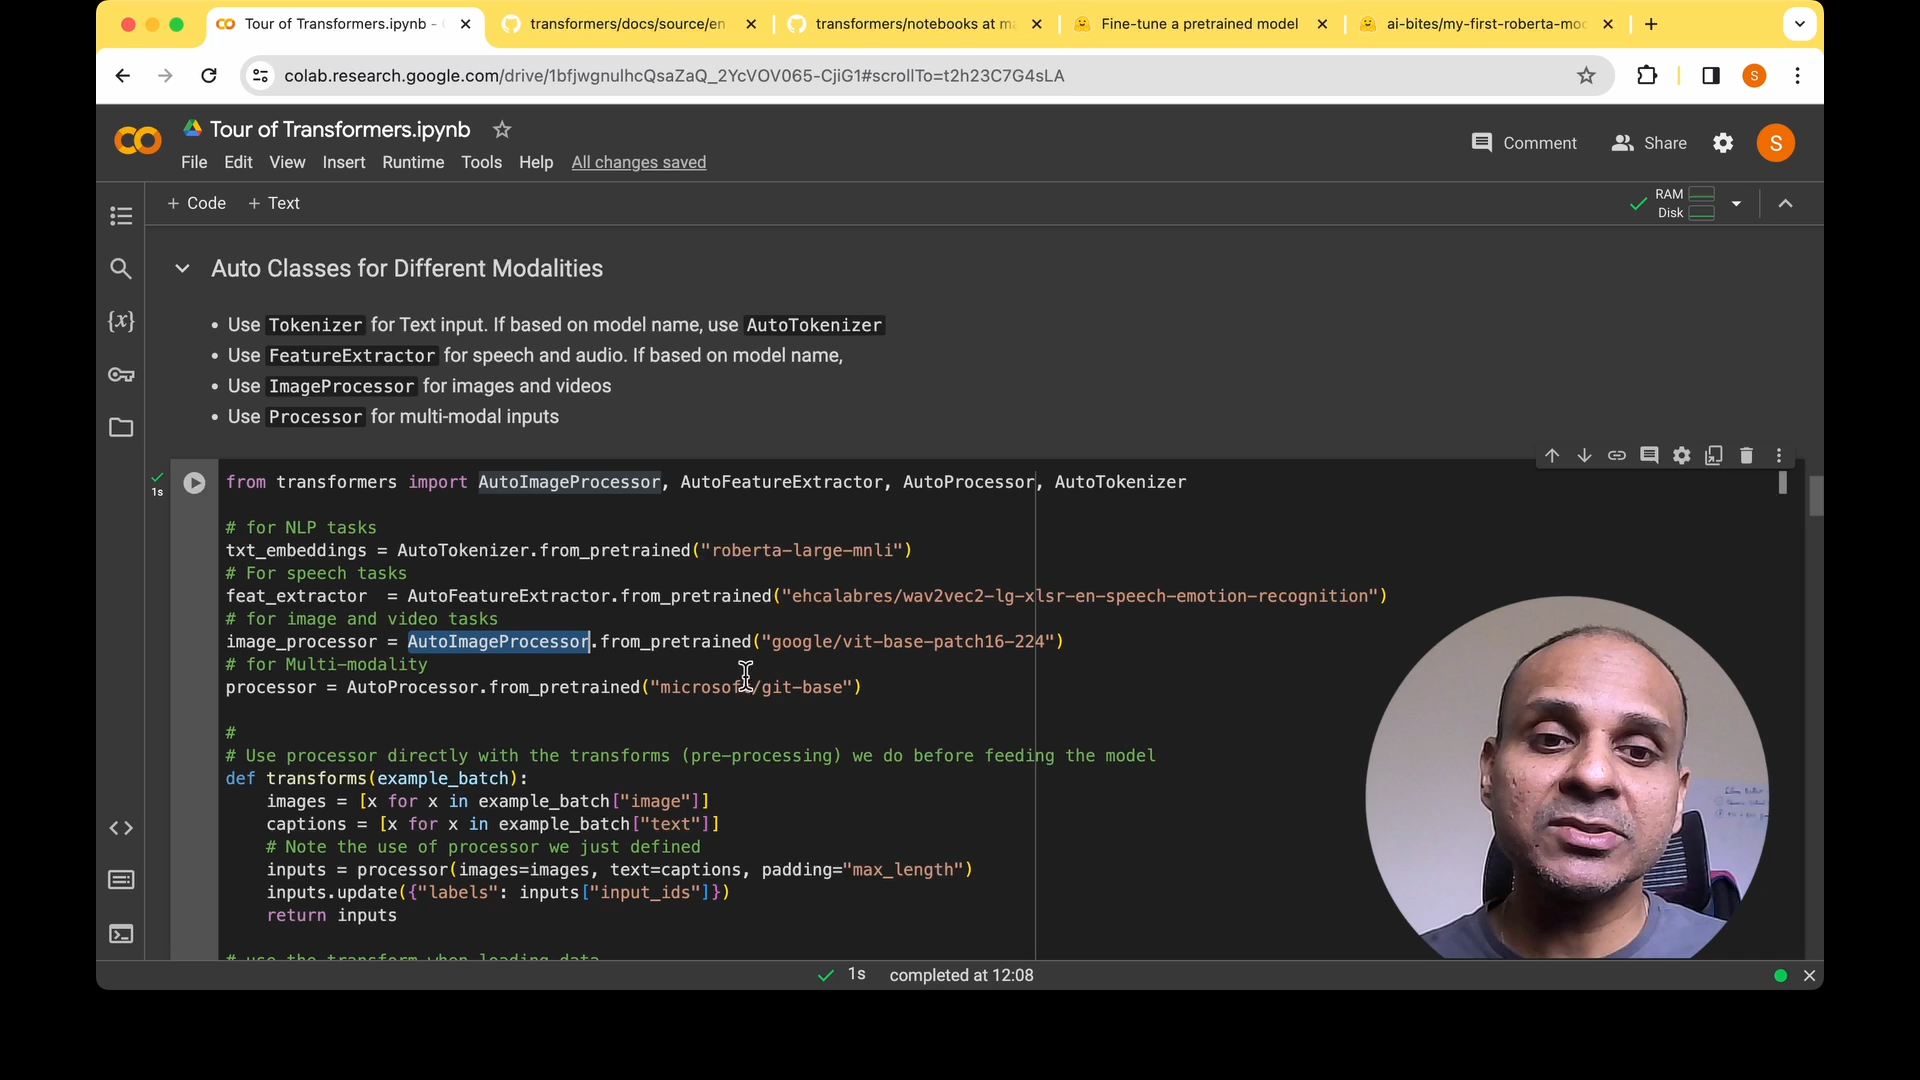 Tour of Transformers.ipynb -
transformers/docs/source/en
transformers/notebooks at ma
Fine-tune a pretrained model
ai-bites/my-first-roberta-mod
colab.research.google.com/drive/1bfjwgnulhcQsaZaQ_2YcVOV065-CjiG1#scrollTo=t2h23C7G4sLA
S
Tour of Transformers.ipynb
File Edit View Insert Runtime Tools Help All changes saved
Comment
Share
S
+ Code + Text
RAM
Disk
Auto Classes for Different Modalities
• Use Tokenizer for Text input. If based on model name, use AutoTokenizer
• Use FeatureExtractor for speech and audio. If based on model name,
• Use ImageProcessor for images and videos
• Use Processor for multi-modal inputs
1s
from transformers import AutoImageProcessor, AutoFeatureExtractor, AutoProcessor, AutoTokenizer
# for NLP tasks
txt_embeddings = AutoTokenizer.from_pretrained("roberta-large-mnli")
# For speech tasks
feat_extractor  = AutoFeatureExtractor.from_pretrained("ehcalabres/wav2vec2-lg-xlsr-en-speech-emotion-recognition")
# for image and video tasks
image_processor = AutoImageProcessor.from_pretrained("google/vit-base-patch16-224")
# for Multi-modality
processor = AutoProcessor.from_pretrained("microsoft/git-base")
#
# Use processor directly with the transforms (pre-processing) we do before feeding the model
def transforms(example_batch):
    images = [x for x in example_batch["image"]]
    captions = [x for x in example_batch["text"]]
    # Note the use of processor we just defined
    inputs = processor(images=images, text=captions, padding="max_length")
    inputs.update({"labels": inputs["input_ids"]})
    return inputs
# use the transform when loading data
1s completed at 12:08